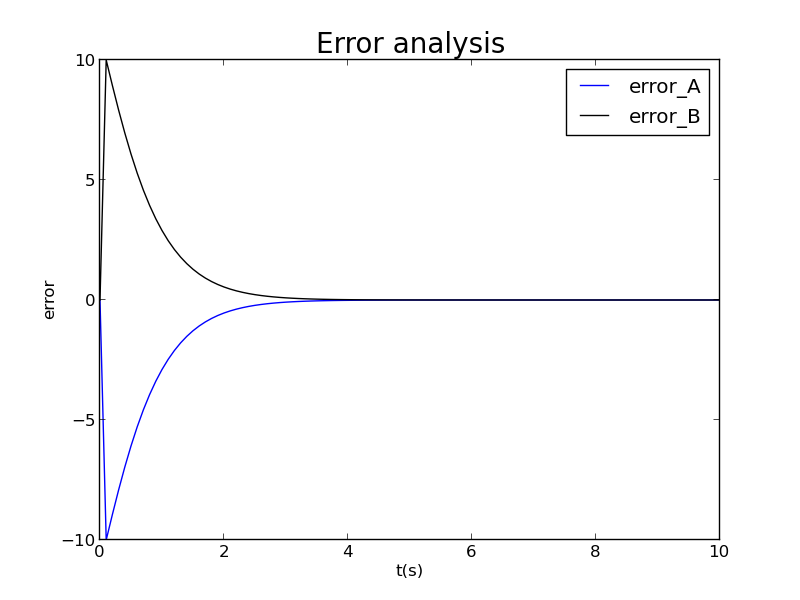 Error analysis
error_A
error_B
10
5
0
−5
−10
error
0 2 4 6 8 10
t(s)